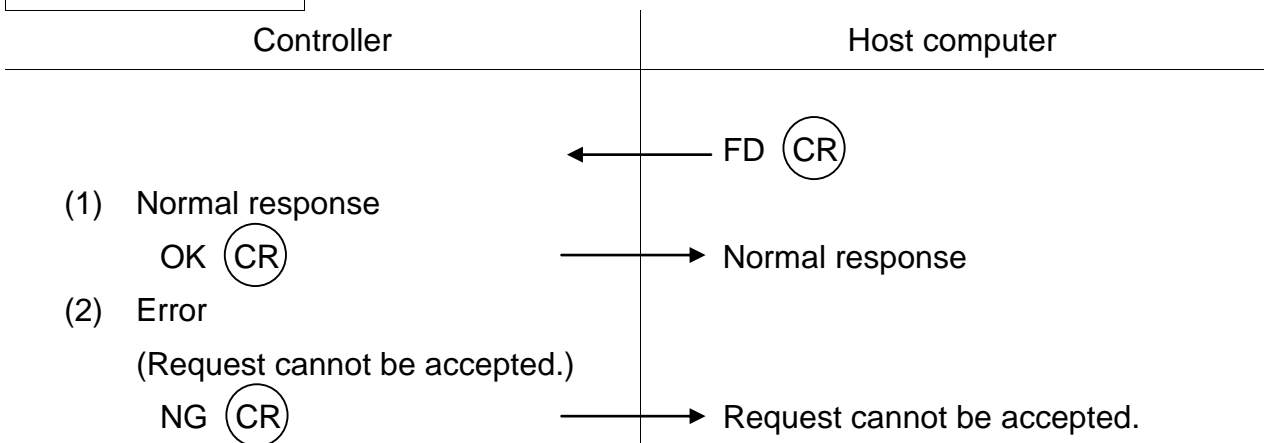 Controller Host computer
FD CR
(1) Normal response
OK CR Normal response
(2) Error
(Request cannot be accepted.)
NG CR Request cannot be accepted.